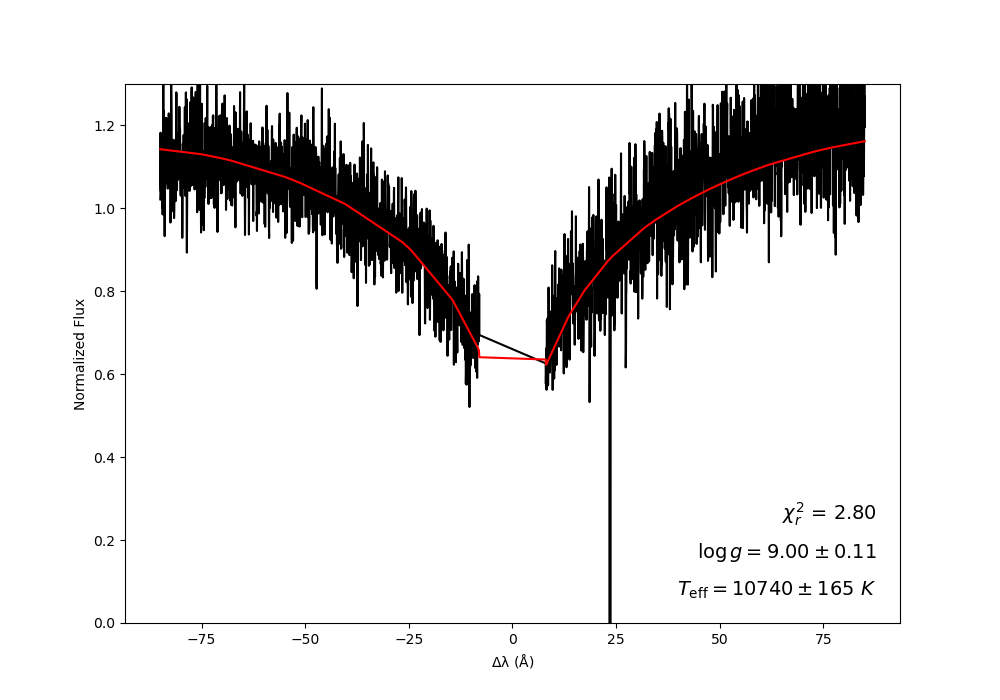 1.2
1.0
0.8
0.6
0.4
0.2
0.0
Normalized Flux
χ²ᵣ = 2.80
log g = 9.00 ± 0.11
T_eff = 10740 ± 165 K
−75 −50 −25 0 25 50 75
Δλ (Å)